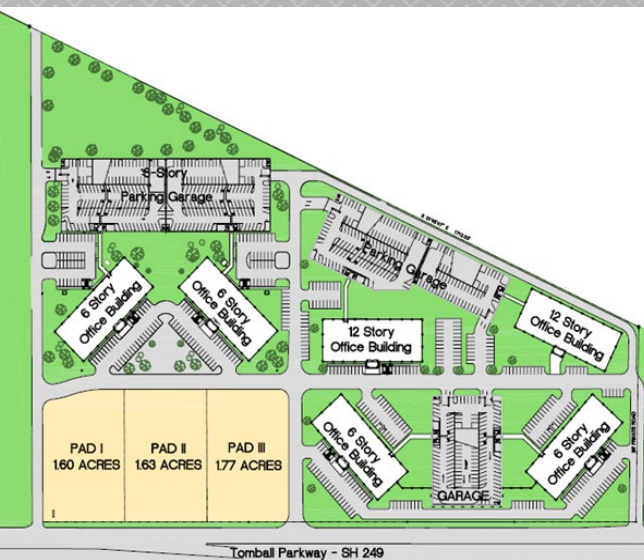 5-Story
Parking Garage
Parking Garage
6 Story
Office Building
6 Story
Office Building
12 Story
Office Building
12 Story
Office Building
PAD I
1.60 ACRES
PAD II
1.63 ACRES
PAD III
1.77 ACRES
6 Story
Office Building
GARAGE
6 Story
Office Building
Tomball Parkway - SH 249